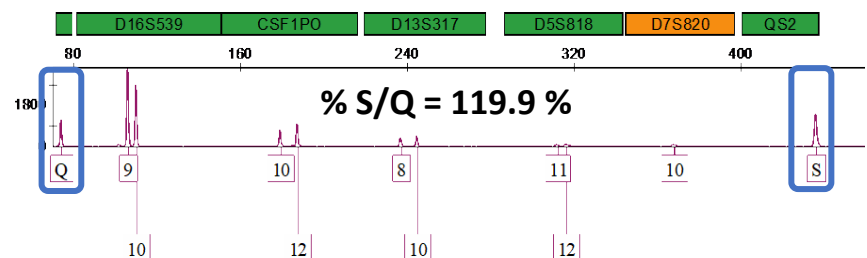 D16S539 CSF1PO D13S317 D5S818 D7S820 QS2
80 160 240 320 400
% S/Q = 119.9 %
1800
0
Q 9 10 8 11 10 S
10 12 10 12